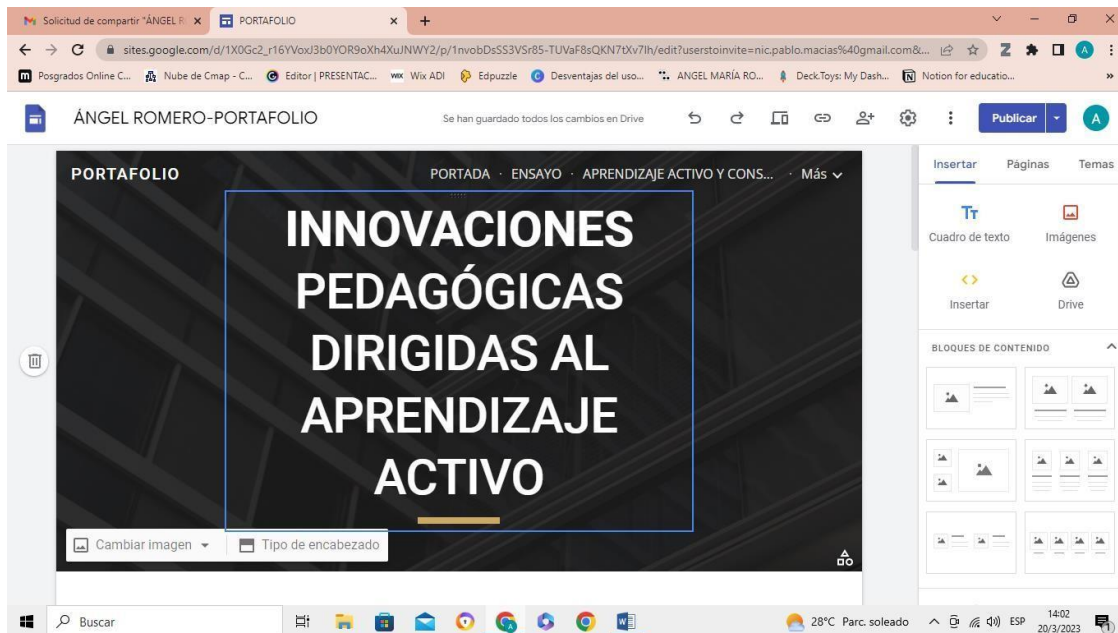 Solicitud de compartir "ÁNGEL R
PORTAFOLIO
sites.google.com/d/1X0Gc2_r16YVoxJ3b0YOR9oXh4XuJNWY2/p/1nvobDsSS3VSr85-TUVaF8sQKN7tXv7Ih/edit?userstoinvite=nic.pablo.macias%40gmail.com&...
Z
A
Posgrados Online C...
Nube de Cmap - C...
Editor | PRESENTAC...
WIX
Wix ADI
Edpuzzle
Desventajas del uso...
ANGEL MARÍA RO...
Deck.Toys: My Dash...
Notion for educatio...
»
ÁNGEL ROMERO-PORTAFOLIO
Se han guardado todos los cambios en Drive
Publicar
A
PORTAFOLIO
PORTADA · ENSAYO · APRENDIZAJE ACTIVO Y CONS... · Más
INNOVACIONES
PEDAGÓGICAS
DIRIGIDAS AL
APRENDIZAJE
ACTIVO
Cambiar imagen
Tipo de encabezado
Insertar
Páginas
Temas
Cuadro de texto
Imágenes
Insertar
Drive
BLOQUES DE CONTENIDO
Buscar
28°C Parc. soleado
ESP
14:02
20/3/2023